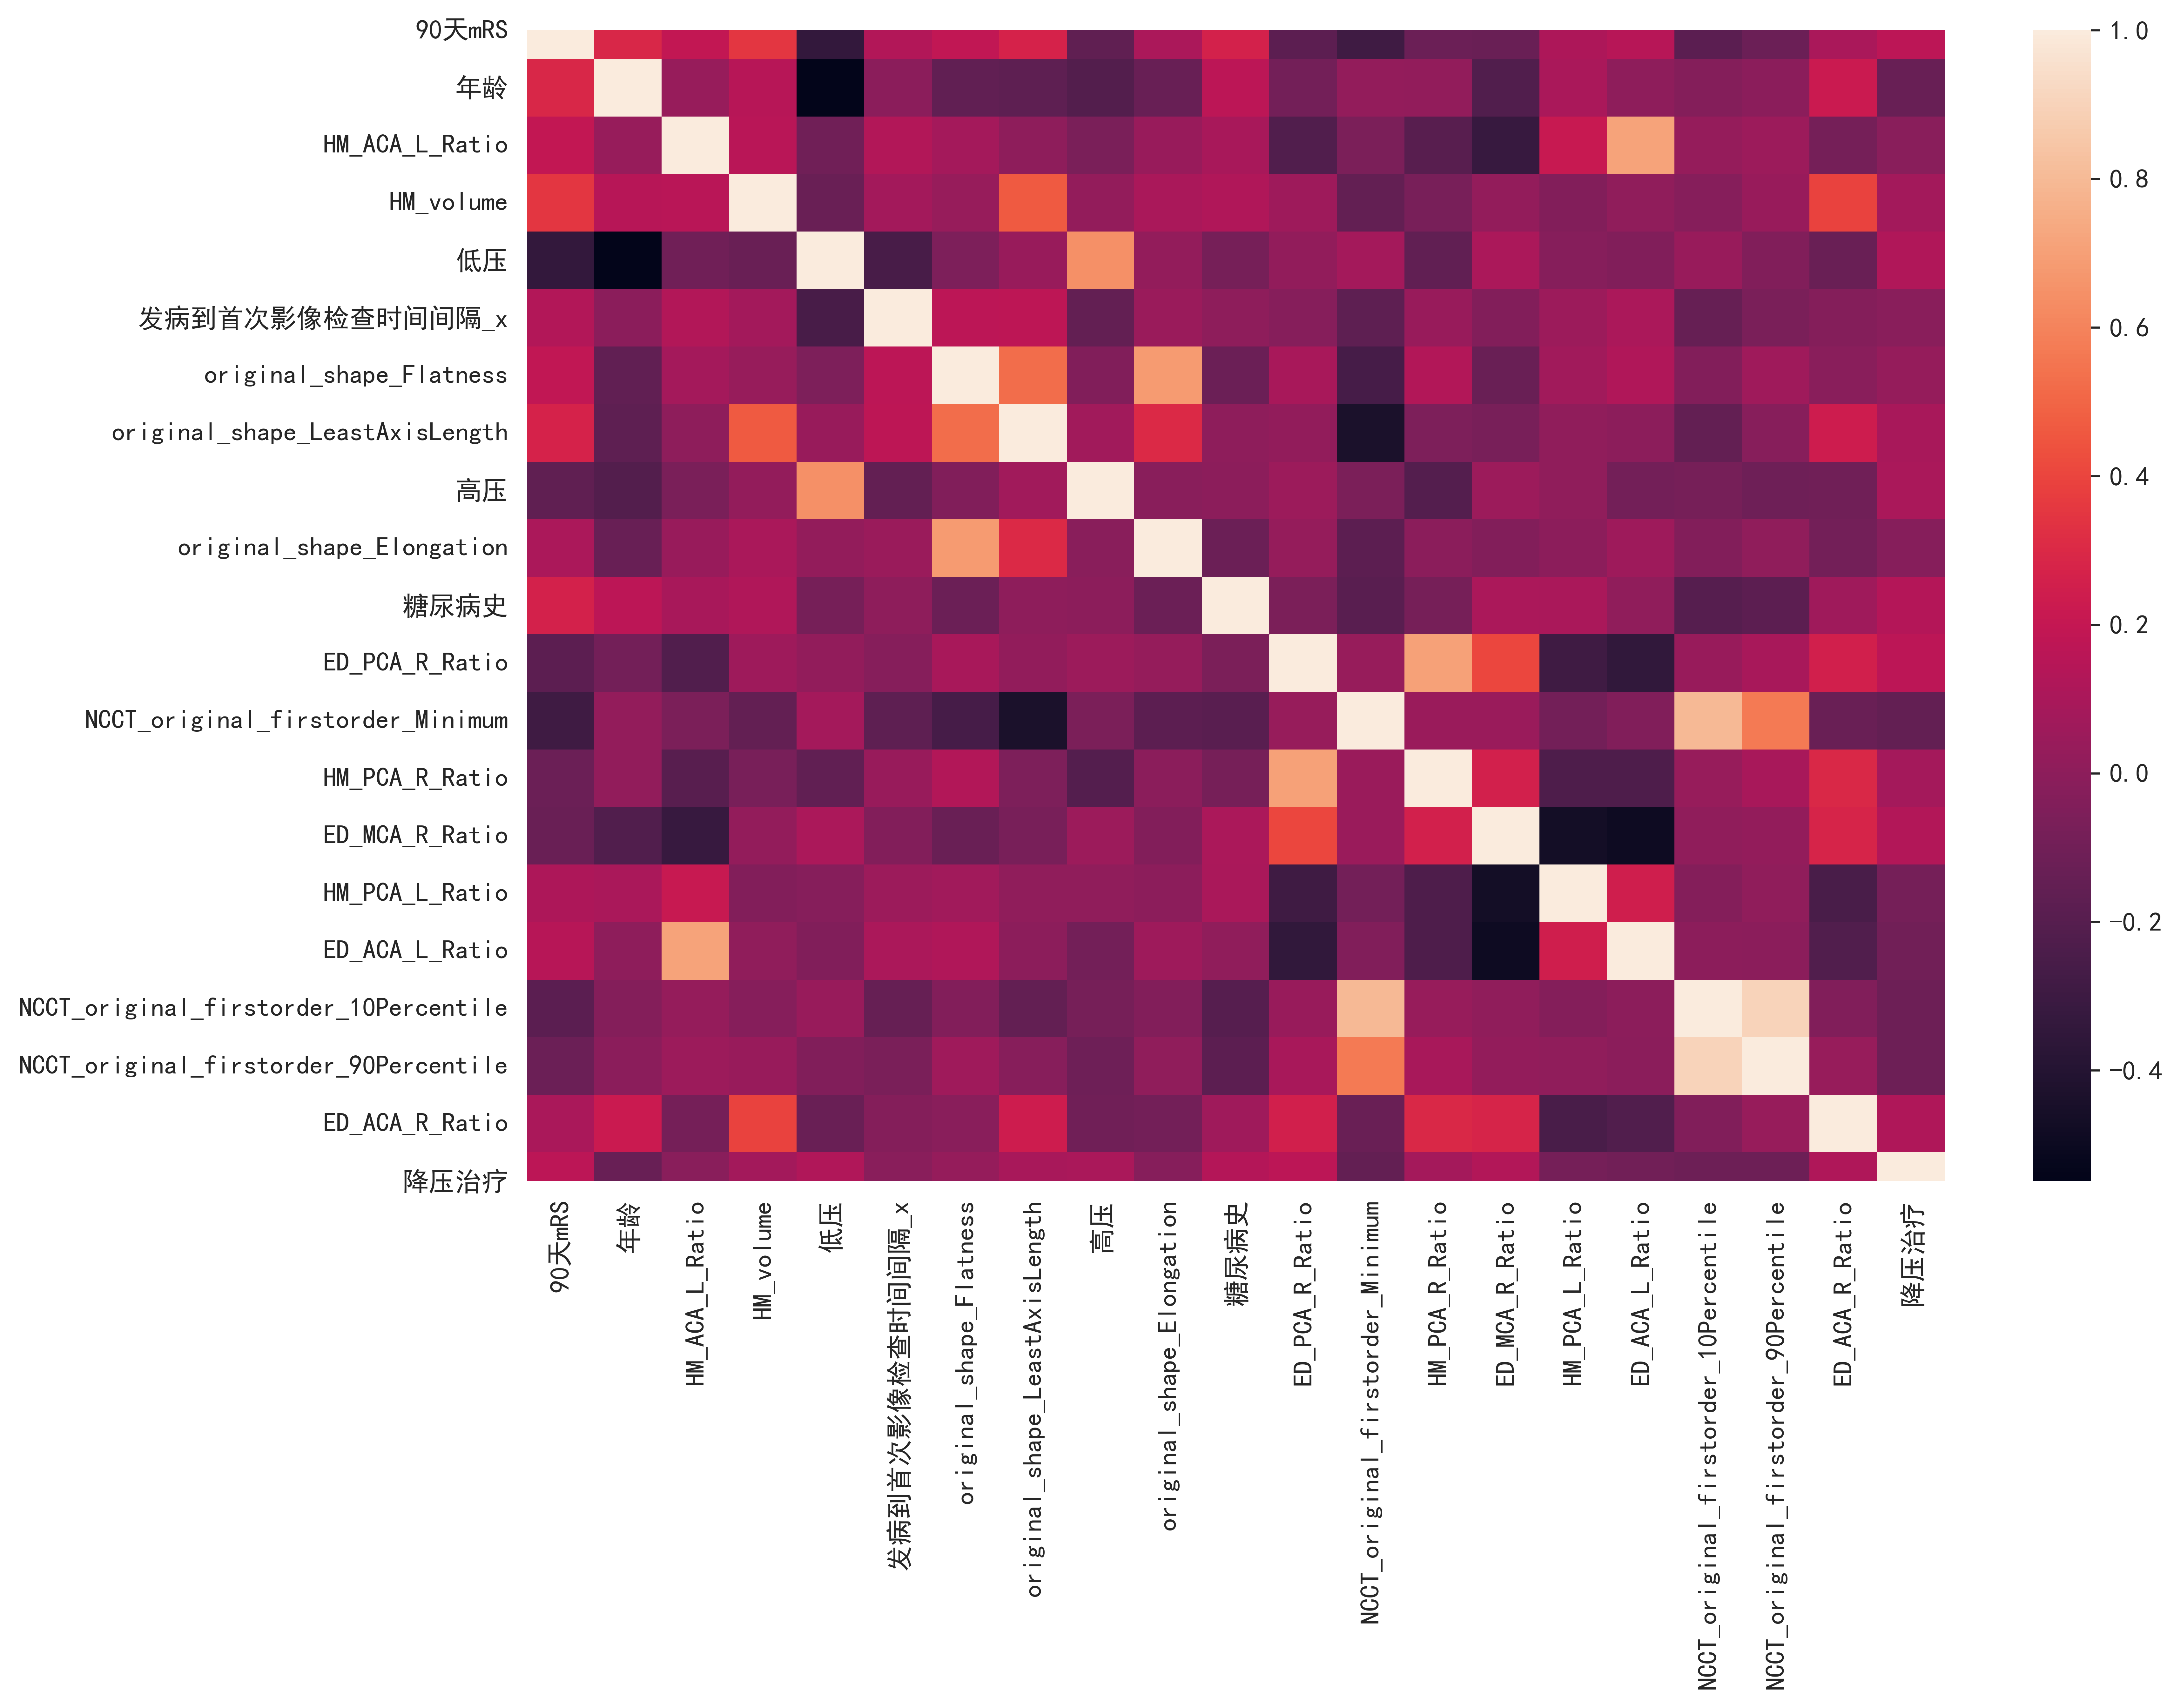 90天mRS
年龄
HM_ACA_L_Ratio
HM_volume
低压
发病到首次影像检查时间间隔_x
original_shape_Flatness
original_shape_LeastAxisLength
高压
original_shape_Elongation
糖尿病史
ED_PCA_R_Ratio
NCCT_original_firstorder_Minimum
HM_PCA_R_Ratio
ED_MCA_R_Ratio
HM_PCA_L_Ratio
ED_ACA_L_Ratio
NCCT_original_firstorder_10Percentile
NCCT_original_firstorder_90Percentile
ED_ACA_R_Ratio
降压治疗
90天mRS
年龄
HM_ACA_L_Ratio
HM_volume
低压
发病到首次影像检查时间间隔_x
original_shape_Flatness
original_shape_LeastAxisLength
高压
original_shape_Elongation
糖尿病史
ED_PCA_R_Ratio
NCCT_original_firstorder_Minimum
HM_PCA_R_Ratio
ED_MCA_R_Ratio
HM_PCA_L_Ratio
ED_ACA_L_Ratio
NCCT_original_firstorder_10Percentile
NCCT_original_firstorder_90Percentile
ED_ACA_R_Ratio
降压治疗
1.0
0.8
0.6
0.4
0.2
0.0
−0.2
−0.4